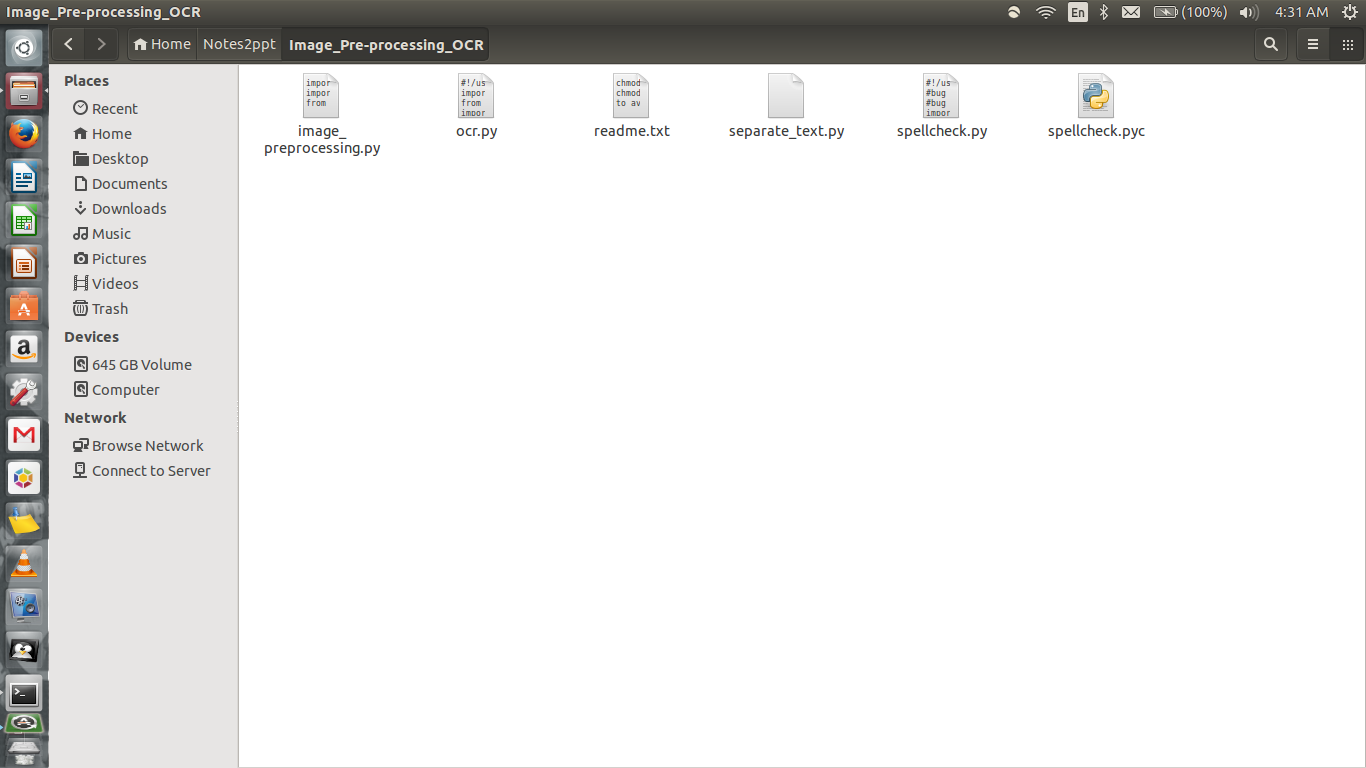 Image_Pre-processing_OCR
En
(100%)
4:31 AM
Home
Notes2ppt
Image_Pre-processing_OCR
Places
Recent
Home
Desktop
Documents
Downloads
Music
Pictures
Videos
Trash
Devices
645 GB Volume
Computer
Network
Browse Network
Connect to Server
impor
impor
from
image_
preprocessing.py
#!/us
impor
from
impor
ocr.py
chmod
chmod
to av
readme.txt
separate_text.py
#!/us
#bug
#bug
impor
spellcheck.py
spellcheck.pyc